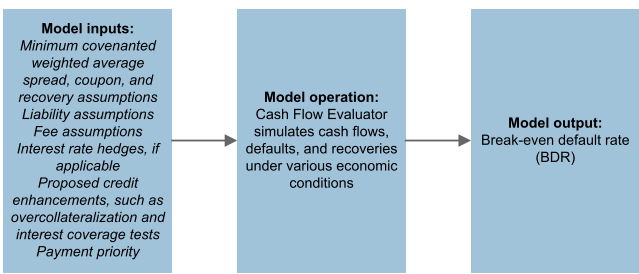 Model inputs:
Minimum covenanted
weighted average
spread, coupon, and
recovery assumptions
Liability assumptions
Fee assumptions
Interest rate hedges, if
applicable
Proposed credit
enhancements, such as
overcollateralization and
interest coverage tests
Payment priority
Model operation:
Cash Flow Evaluator
simulates cash flows,
defaults, and recoveries
under various economic
conditions
Model output:
Break-even default rate
(BDR)